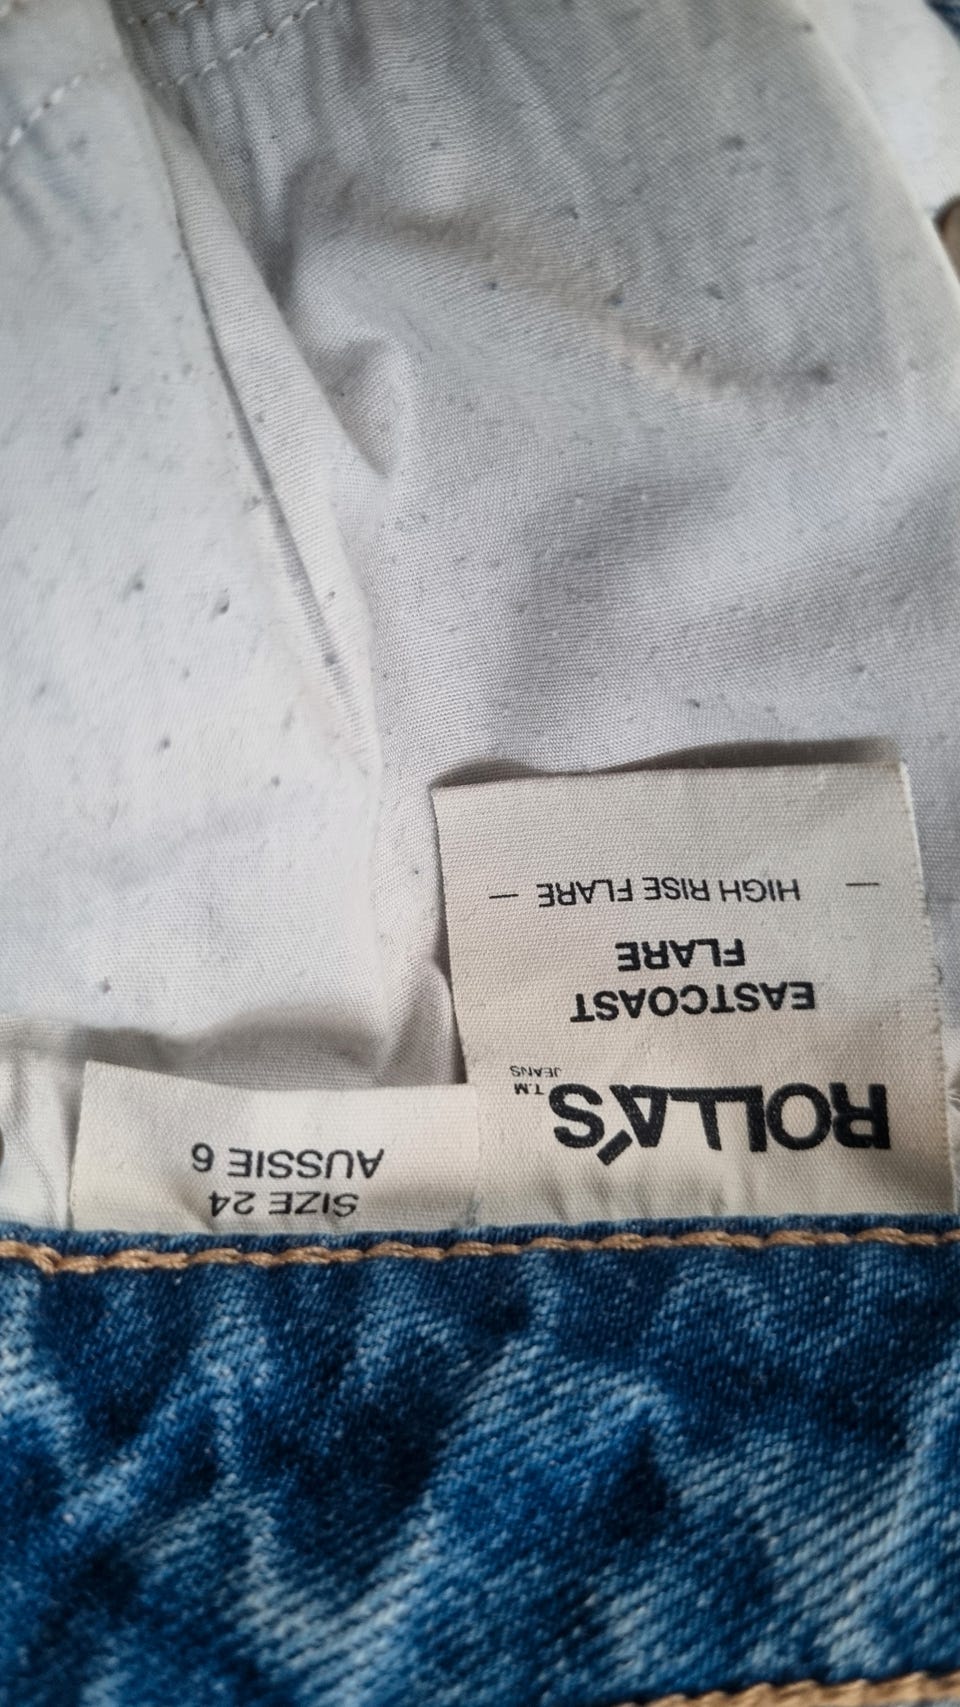 ROLLA'S
T.M
JEANS
EASTCOAST
FLARE
— HIGH RISE FLARE —
SIZE 24
AUSSIE 6